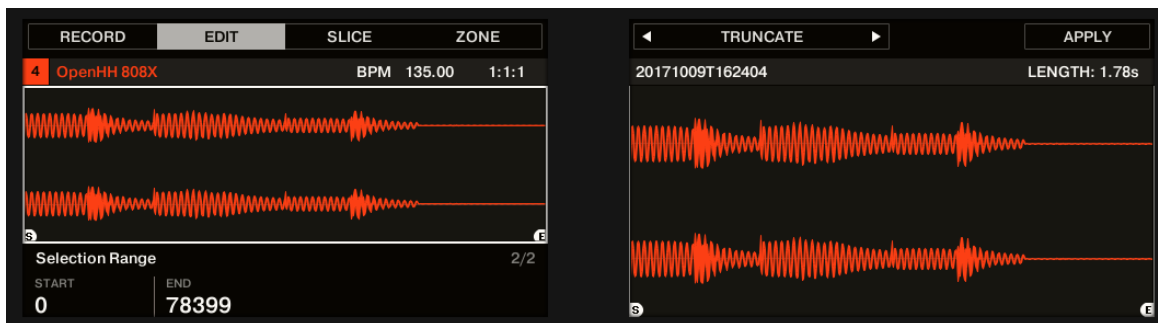 RECORD EDIT SLICE ZONE
4 OpenHH 808X BPM 135.00 1:1:1
S E
Selection Range 2/2
START END
0 78399
◀ TRUNCATE ▶ APPLY
20171009T162404 LENGTH: 1.78s
S E